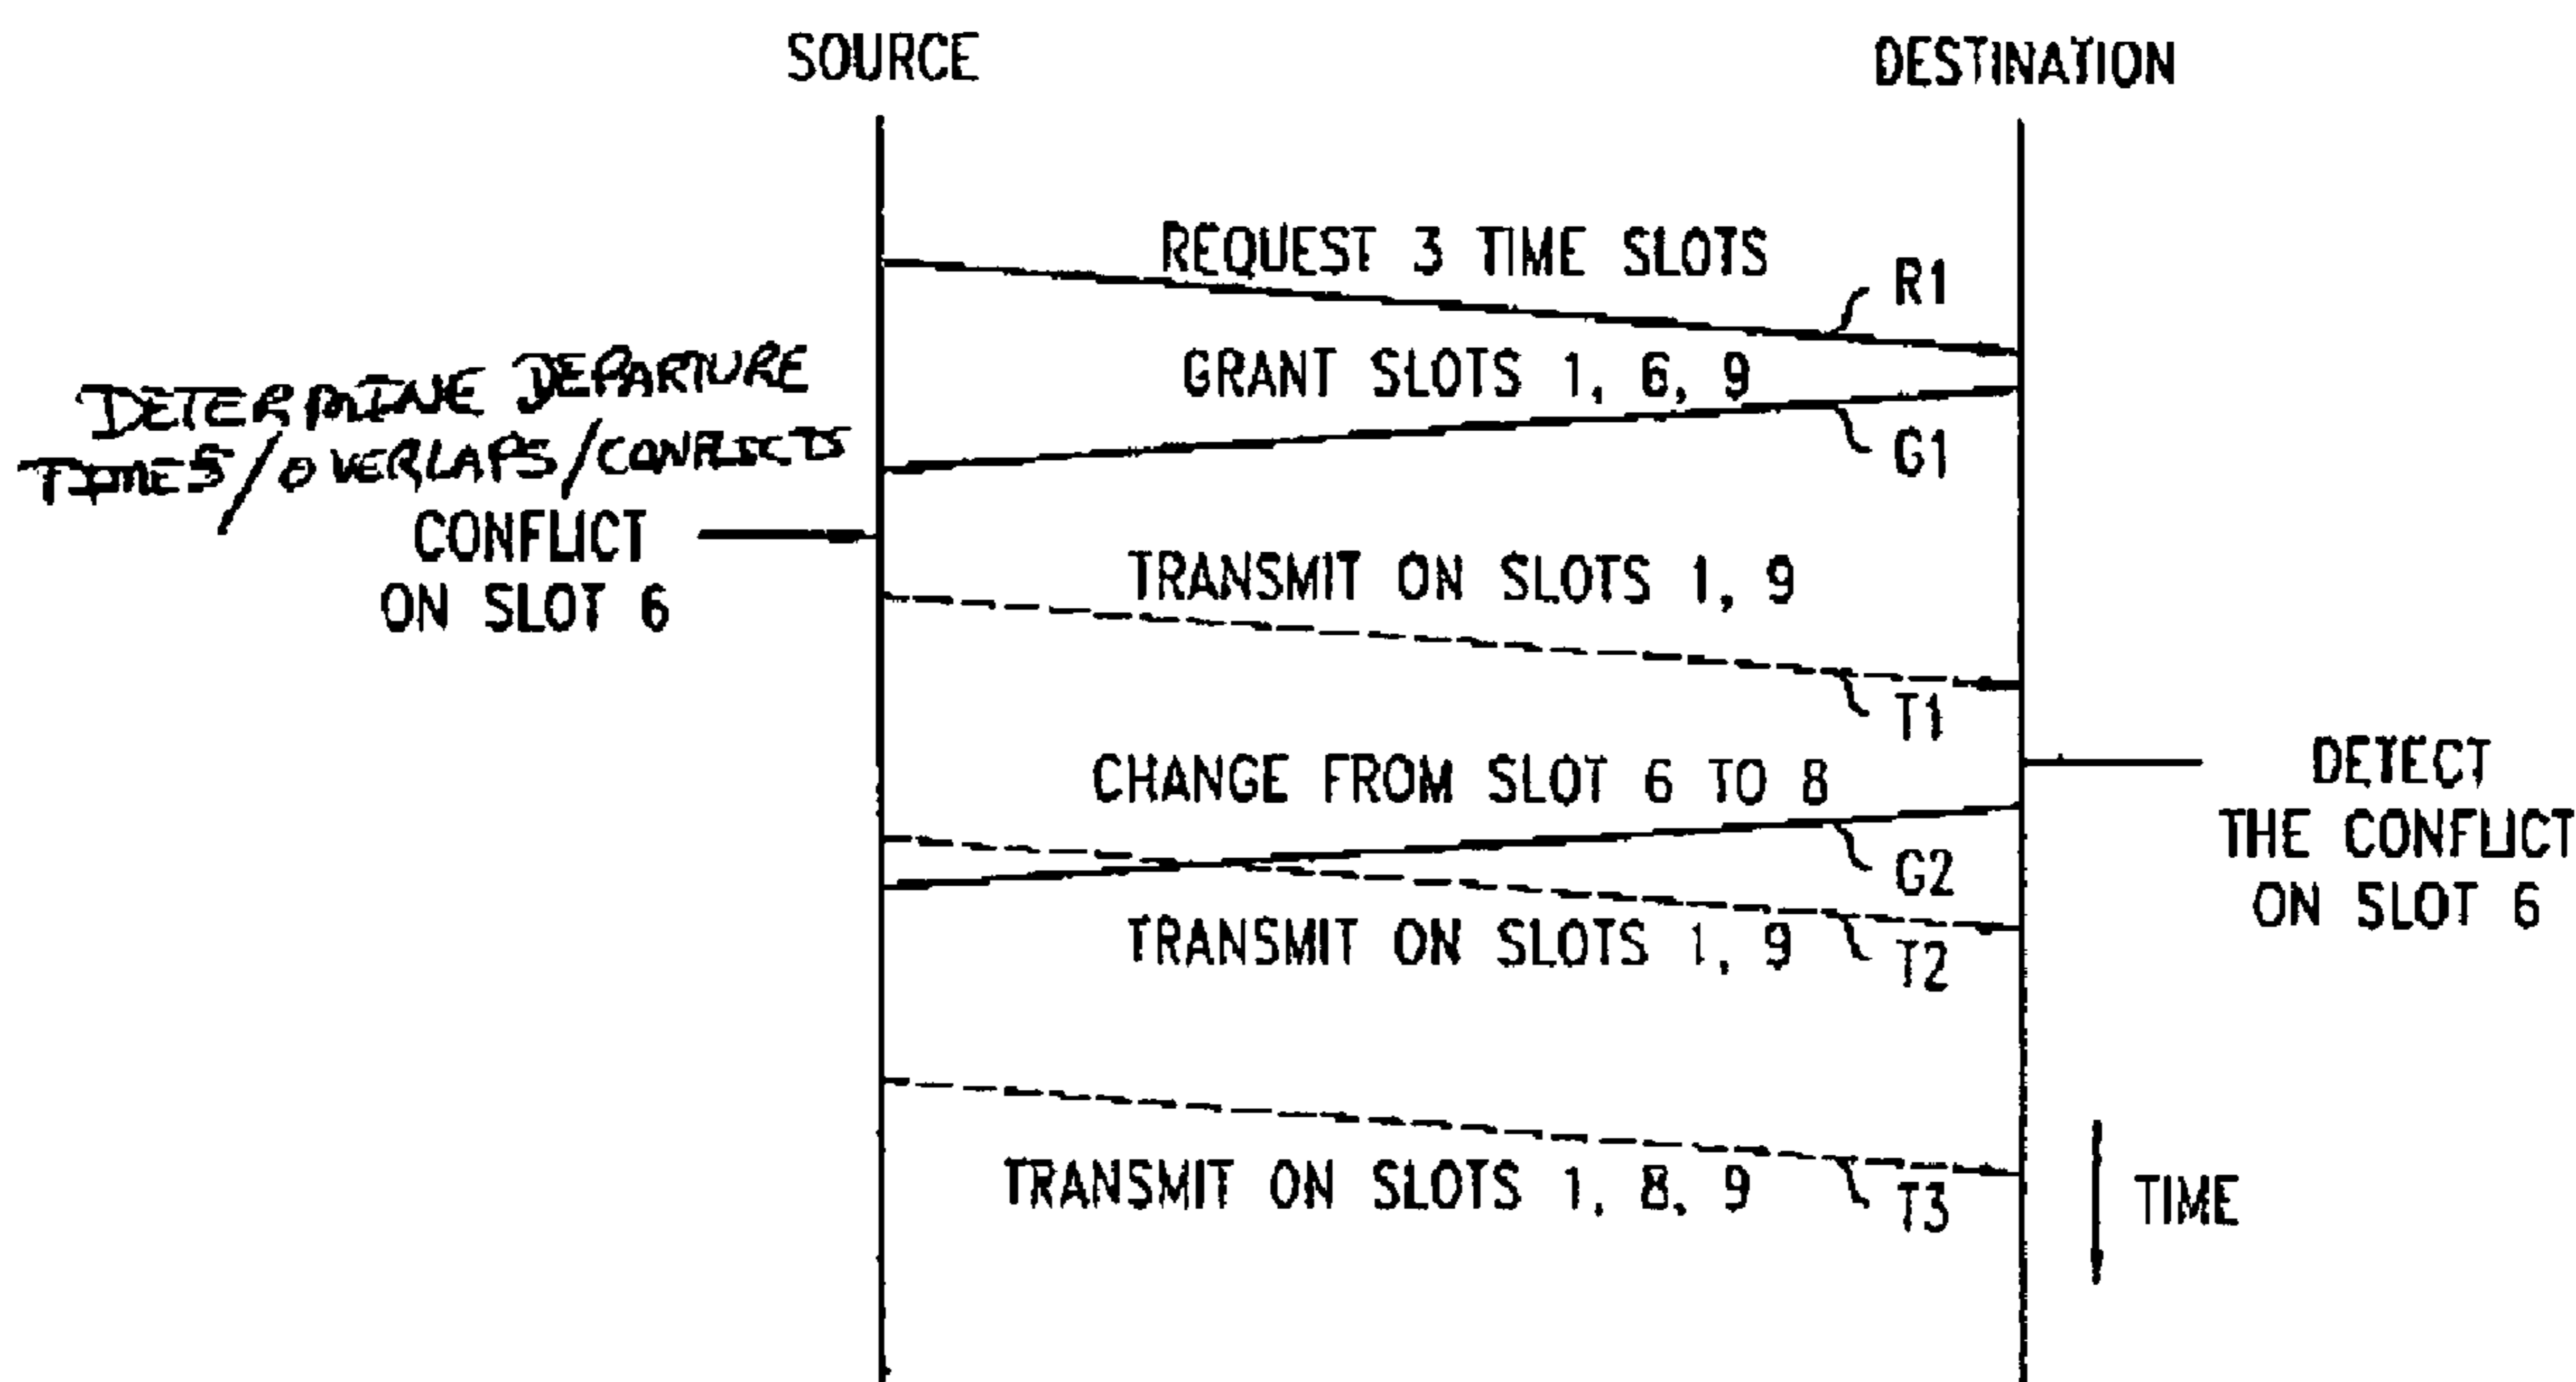 SOURCE
DESTINATION
REQUEST 3 TIME SLOTS
R1
DETERMINE DEPARTURE
TIMES/OVERLAPS/CONFLICTS
GRANT SLOTS 1, 6, 9
G1
CONFLICT
ON SLOT 6
TRANSMIT ON SLOTS 1, 9
T1
CHANGE FROM SLOT 6 TO 8
G2
DETECT
THE CONFLICT
ON SLOT 6
TRANSMIT ON SLOTS 1, 9
T2
TRANSMIT ON SLOTS 1, 8, 9
T3
TIME